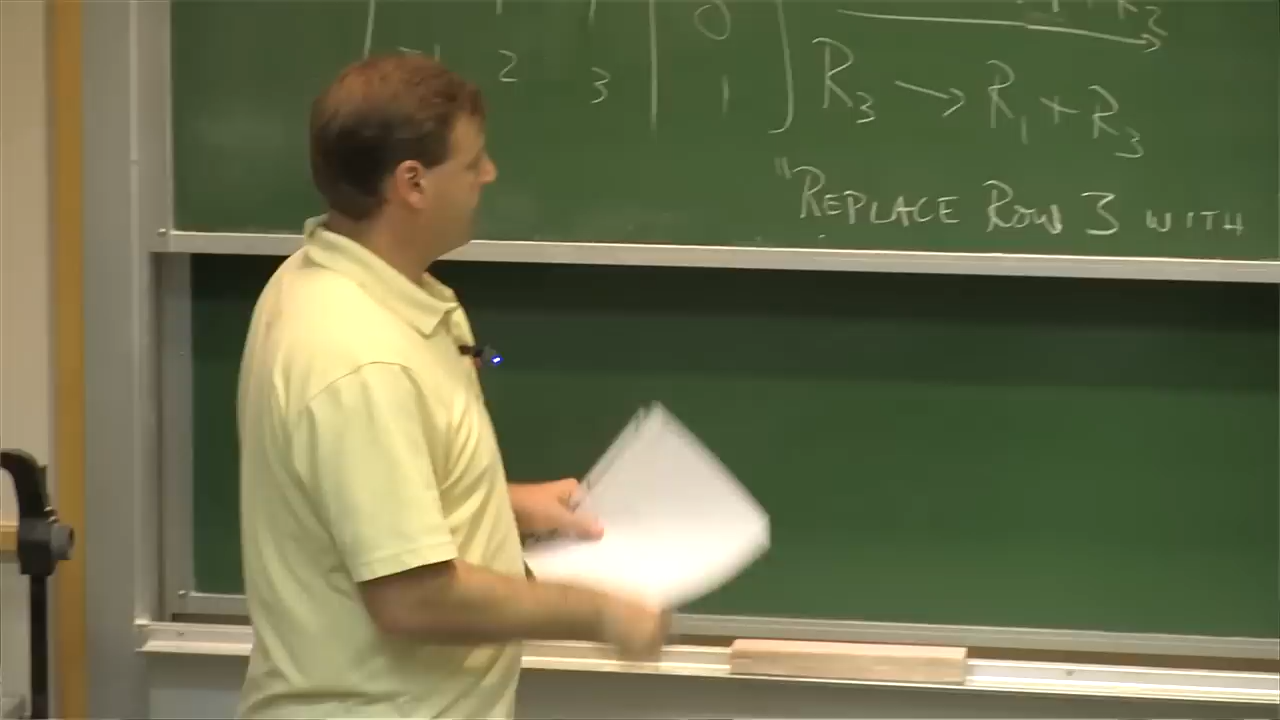 0
2 3 1
R3 → R1 + R3
"REPLACE ROW 3 WITH